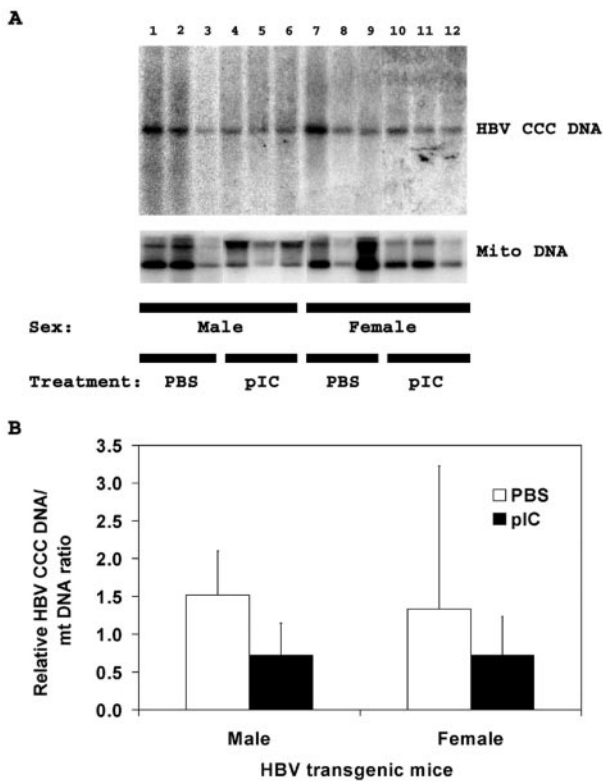 A
1 2 3 4 5 6 7 8 9 10 11 12
HBV CCC DNA
Mito DNA
Sex: Male Female
Treatment: PBS pIC PBS pIC
B
3.5
3.0
2.5
2.0
1.5
1.0
0.5
0.0
Relative HBV CCC DNA/
mt DNA ratio
PBS
pIC
Male Female
HBV transgenic mice